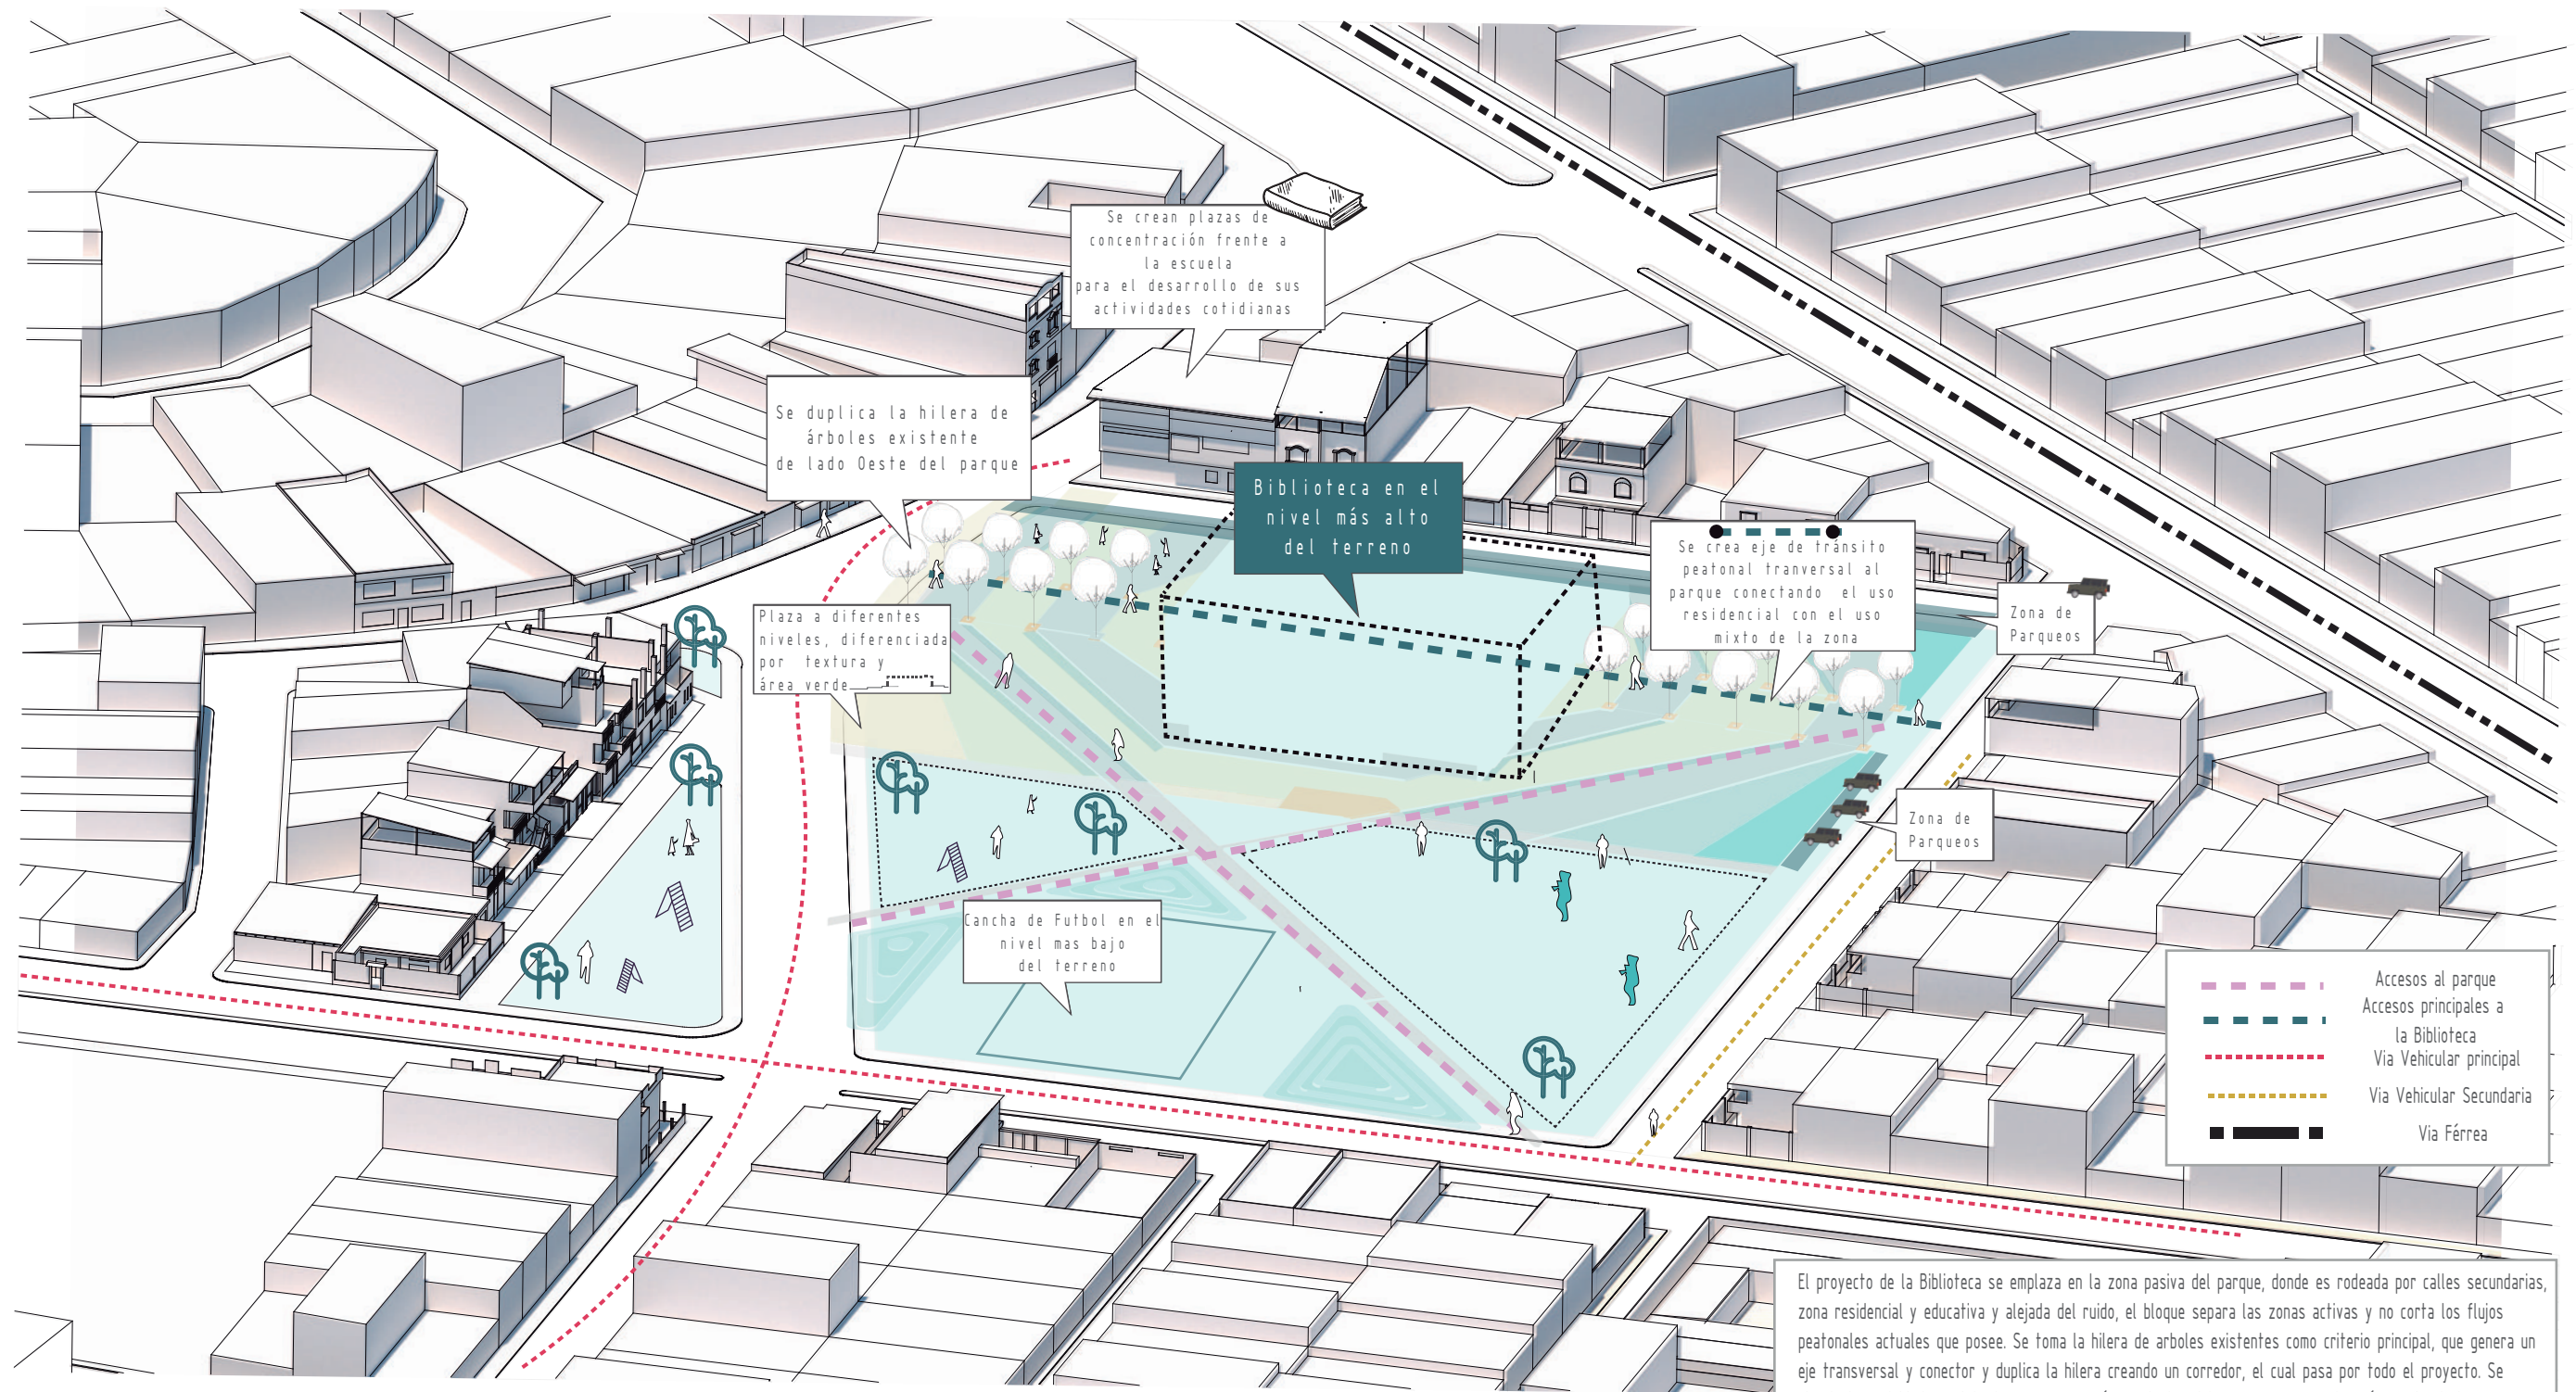 Se crean plazas de
concentración frente a
la escuela
para el desarrollo de sus
actividades cotidianas
Se duplica la hilera de
árboles existente
de lado Oeste del parque
Biblioteca en el
nivel más alto
del terreno
Se crea eje de tránsito
peatonal tranversal al
parque conectando el uso
residencial con el uso
mixto de la zona
Zona de
Parqueos
Plaza a diferentes
niveles, diferenciada
por textura y
área verde
Zona de
Parqueos
Cancha de Futbol en el
nivel mas bajo
del terreno
Accesos al parque
Accesos principales a
la Biblioteca
Via Vehicular principal
Via Vehicular Secundaria
Via Férrea
El proyecto de la Biblioteca se emplaza en la zona pasiva del parque, donde es rodeada por calles secundarias,
zona residencial y educativa y alejada del ruido, el bloque separa las zonas activas y no corta los flujos
peatonales actuales que posee. Se toma la hilera de arboles existentes como criterio principal, que genera un
eje transversal y conector y duplica la hilera creando un corredor, el cual pasa por todo el proyecto. Se